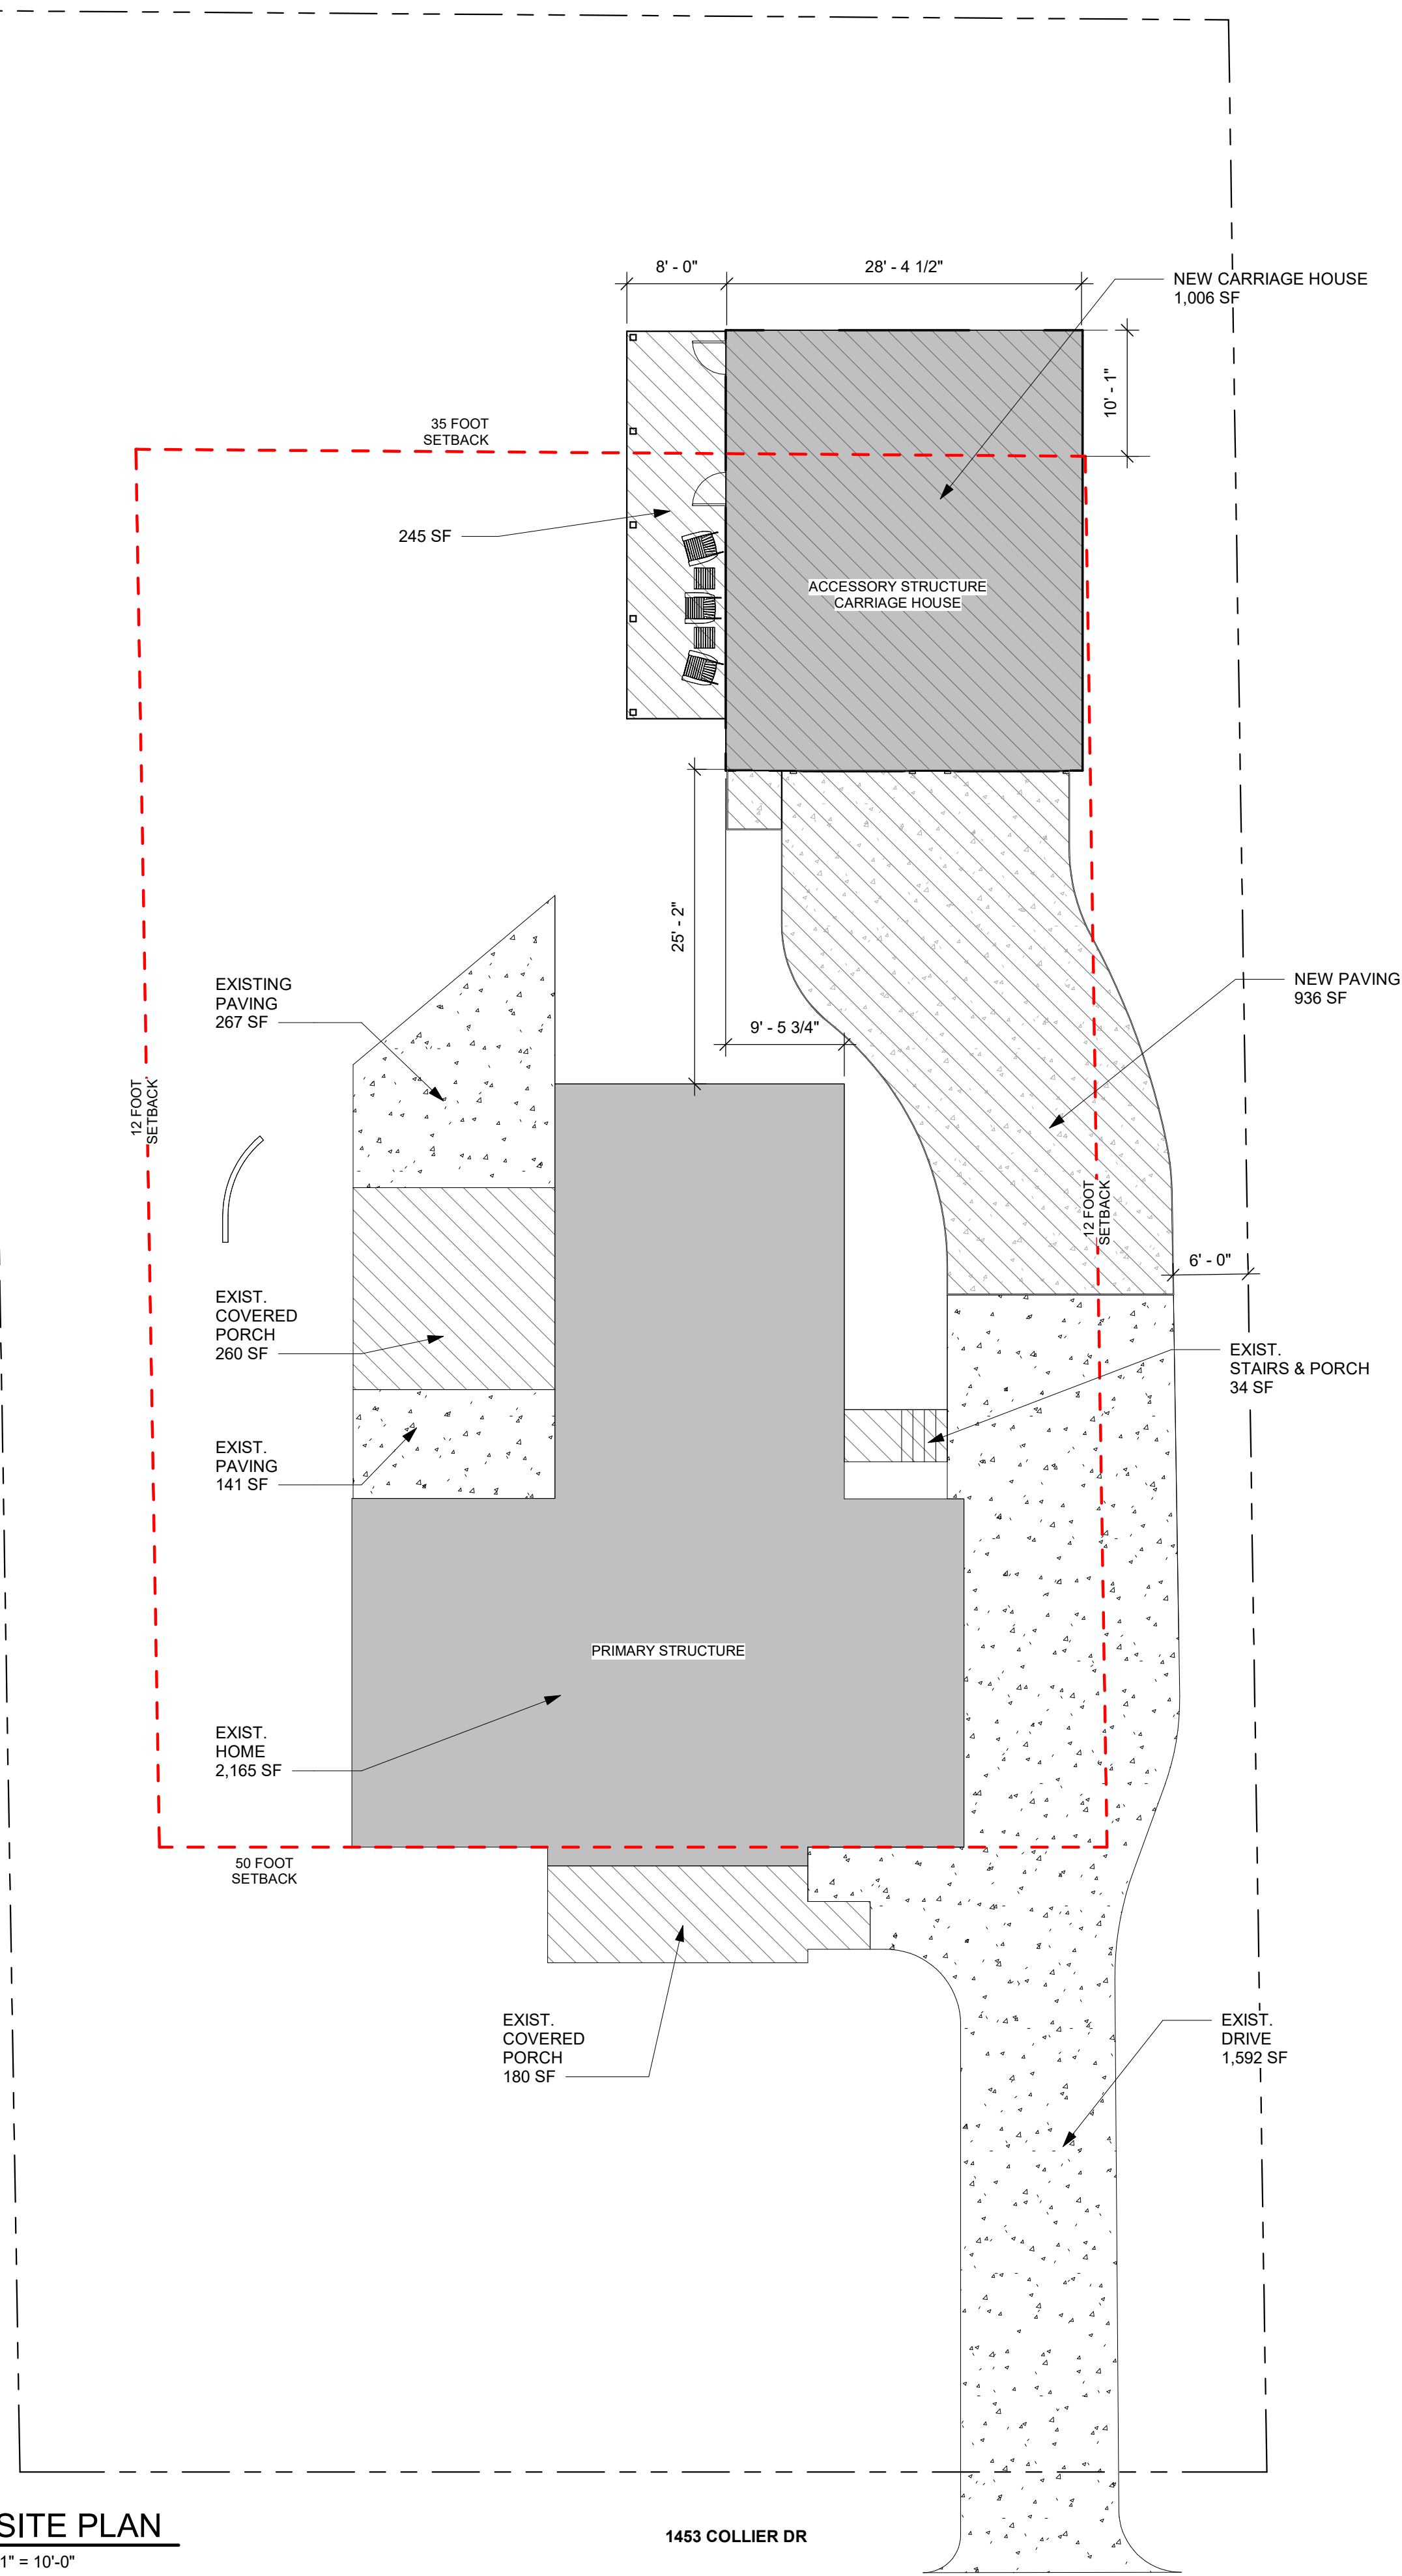 8' - 0"
28' - 4 1/2"
NEW CARRIAGE HOUSE
1,006 SF
10' - 1"
35 FOOT
SETBACK
245 SF
ACCESSORY STRUCTURE
CARRIAGE HOUSE
25' - 2"
EXISTING
PAVING
267 SF
NEW PAVING
936 SF
9' - 5 3/4"
12 FOOT
SETBACK
12 FOOT
SETBACK
6' - 0"
EXIST.
COVERED
PORCH
260 SF
EXIST.
STAIRS & PORCH
34 SF
EXIST.
PAVING
141 SF
PRIMARY STRUCTURE
EXIST.
HOME
2,165 SF
50 FOOT
SETBACK
EXIST.
COVERED
PORCH
180 SF
EXIST.
DRIVE
1,592 SF
SITE PLAN
1" = 10'-0"
1453 COLLIER DR